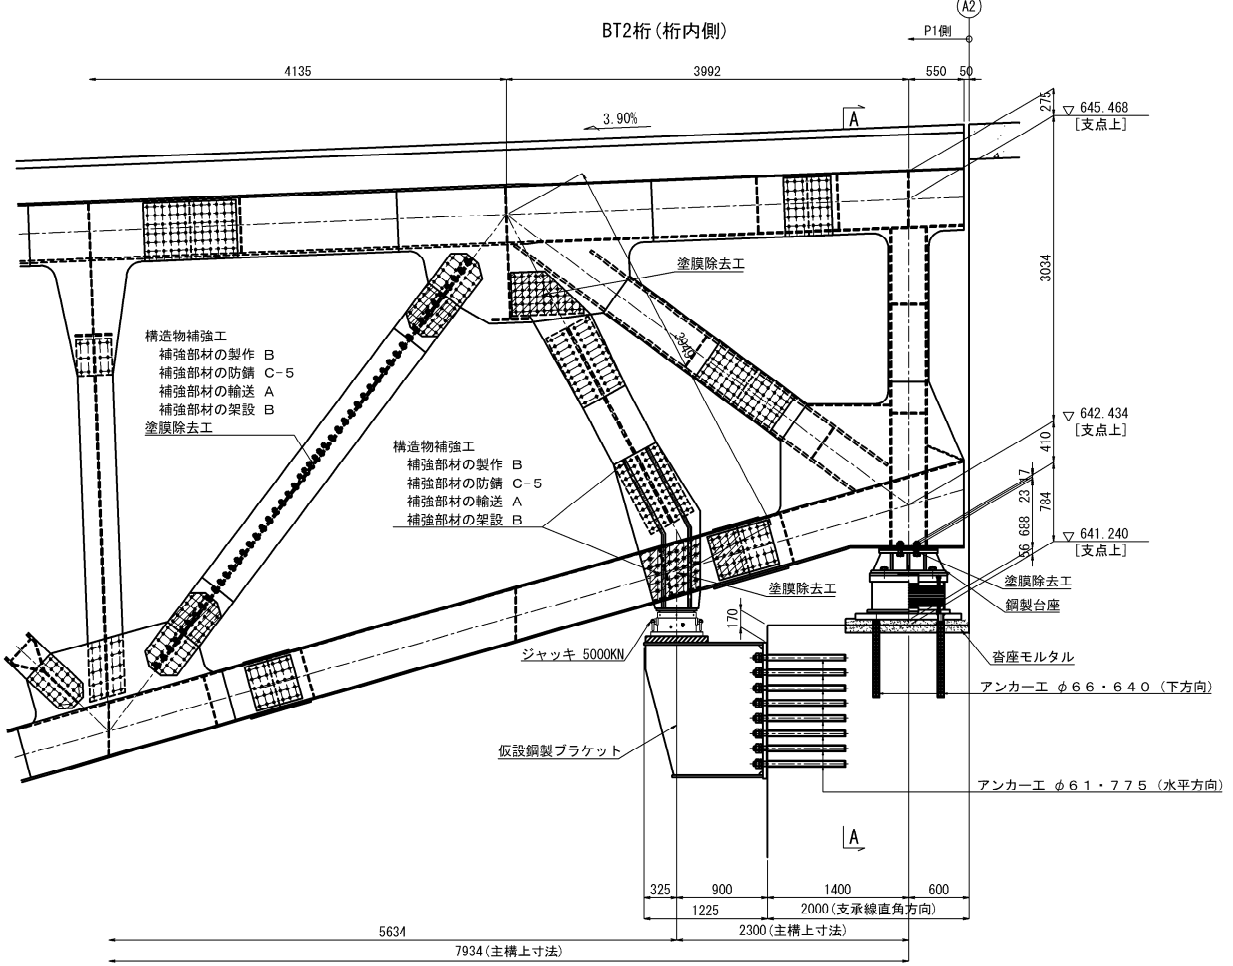 A2
BT2桁(桁内側)
P1側
4135
3992
550
50
275
645.468
[支点上]
3.90%
A
塗膜除去工
3034
構造物補強工
補強部材の製作 B
補強部材の防錆 C-5
補強部材の輸送 A
補強部材の架設 B
塗膜除去工
3949
642.434
[支点上]
410
構造物補強工
補強部材の製作 B
補強部材の防錆 C-5
補強部材の輸送 A
補強部材の架設 B
17
23
784
688
56
641.240
[支点上]
塗膜除去工
塗膜除去工
鋼製台座
170
ジャッキ 5000KN
沓座モルタル
アンカー工 φ66・640 (下方向)
仮設鋼製ブラケット
アンカー工 φ61・775 (水平方向)
A
325
900
1400
600
1225
2000(支承線直角方向)
5634
2300(主構上寸法)
7934(主構上寸法)